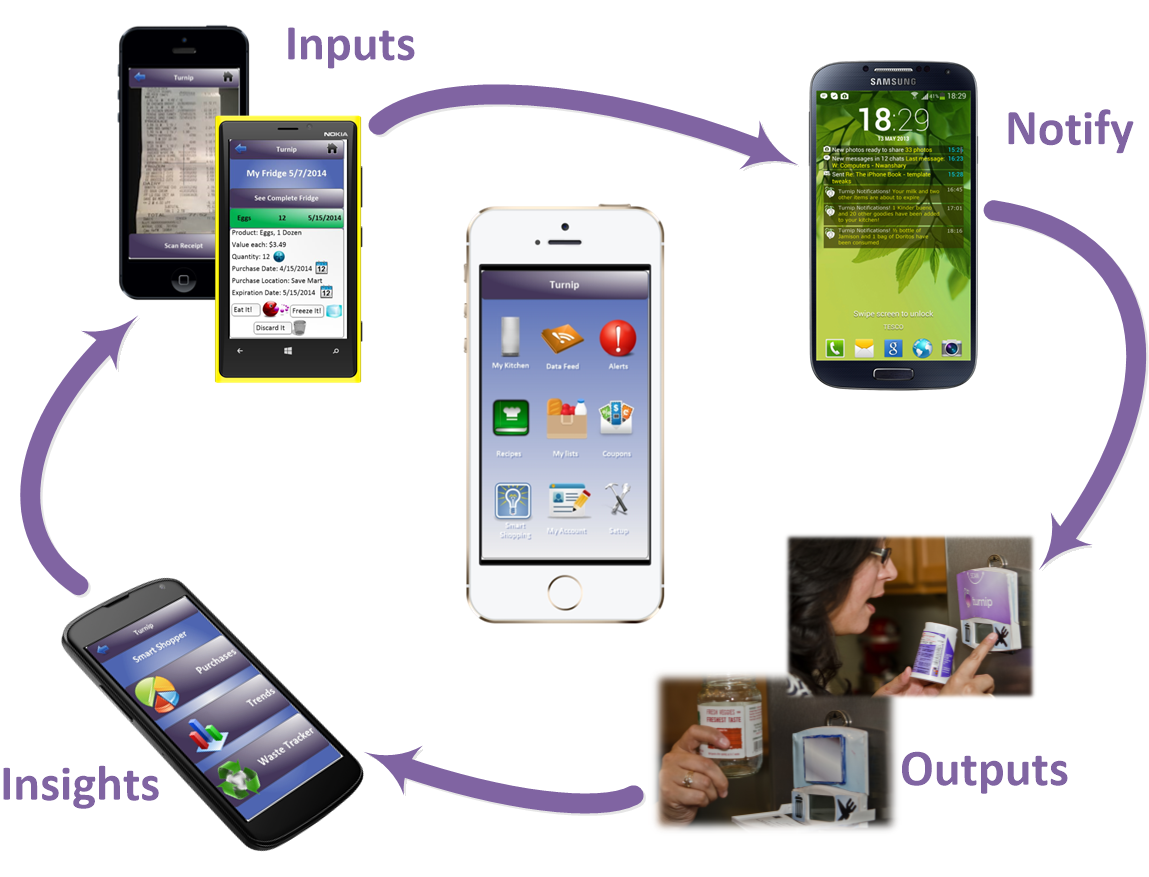 Inputs
Turnip
Scan Receipt
NOKIA
Turnip
My Fridge 5/7/2014
See Complete Fridge
Eggs 12 5/15/2014
Product: Eggs, 1 Dozen
Value each: $3.49
Quantity: 12
Purchase Date: 4/15/2014 12
Purchase Location: Save Mart
Expiration Date: 5/15/2014 12
Eat It! Freeze It!
Discard It
SAMSUNG
41% 18:29
18:29
13 MAY 2013
New photos ready to share 33 photos 15:25
New messages in 12 chats Last message: 16:23
W: Computers - Nwanshary
Sent Re: The iPhone Book - template 15:28
tweaks
Turnip Notifications! Your milk and two 16:45
other items are about to expire
Turnip Notifications! 1 Kinder bueno 17:01
and 20 other goodies have been added
to your kitchen!
Turnip Notifications! ½ bottle of 18:16
Jamison and 1 bag of Doritos have
been consumed
Swipe screen to unlock
TESCO
8
Notify
Turnip
My Kitchen Data Feed Alerts
Recipes My lists Coupons
Smart
Shopping
My Account Setup
turnip
FRESH VEGGIES =
FRESHEST TASTE
Outputs
Turnip
Smart Shopper
Purchases
Trends
Waste Tracker
Insights